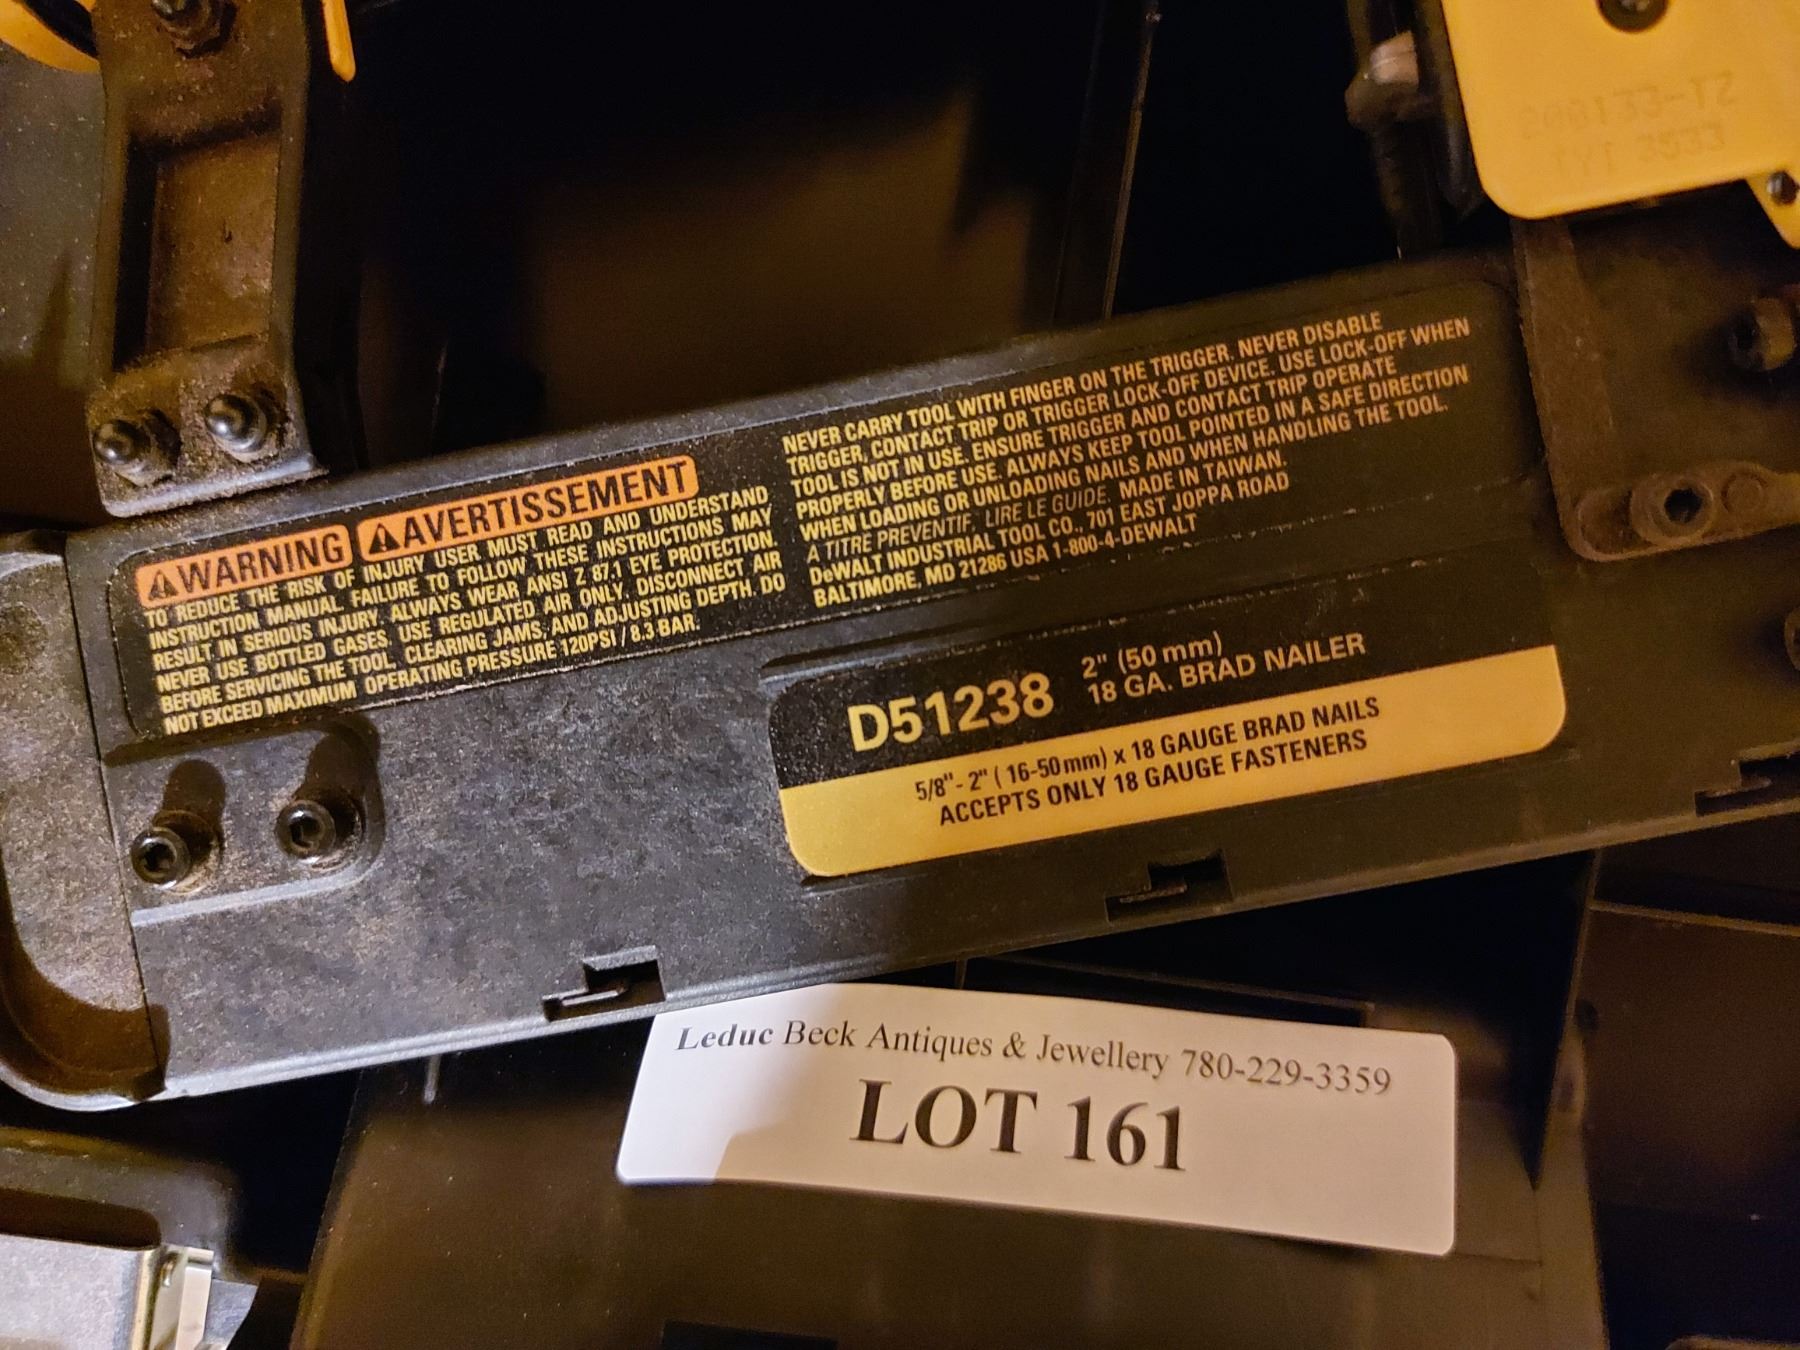 WARNING AVERTISSEMENT
TO REDUCE THE RISK OF INJURY USER MUST READ AND UNDERSTAND
INSTRUCTION MANUAL. FAILURE TO FOLLOW THESE INSTRUCTIONS MAY
RESULT IN SERIOUS INJURY. ALWAYS WEAR ANSI Z 87.1 EYE PROTECTION.
NEVER USE BOTTLED GASES. USE REGULATED AIR ONLY. DISCONNECT AIR
BEFORE SERVICING THE TOOL, CLEARING JAMS, AND ADJUSTING DEPTH. DO
NOT EXCEED MAXIMUM OPERATING PRESSURE 120PSI / 8.3 BAR.
NEVER CARRY TOOL WITH FINGER ON THE TRIGGER. NEVER DISABLE
TRIGGER, CONTACT TRIP OR TRIGGER LOCK-OFF DEVICE. USE LOCK-OFF WHEN
TOOL IS NOT IN USE. ENSURE TRIGGER AND CONTACT TRIP OPERATE
PROPERLY BEFORE USE. ALWAYS KEEP TOOL POINTED IN A SAFE DIRECTION
WHEN LOADING OR UNLOADING NAILS AND WHEN HANDLING THE TOOL.
A TITRE PREVENTIF, LIRE LE GUIDE. MADE IN TAIWAN.
DeWALT INDUSTRIAL TOOL CO., 701 EAST JOPPA ROAD
BALTIMORE, MD 21286 USA 1-800-4-DEWALT
D51238 2" (50 mm)
18 GA. BRAD NAILER
5/8" - 2" ( 16-50mm) x 18 GAUGE BRAD NAILS
ACCEPTS ONLY 18 GAUGE FASTENERS
Leduc Beck Antiques & Jewellery 780-229-3359
LOT 161